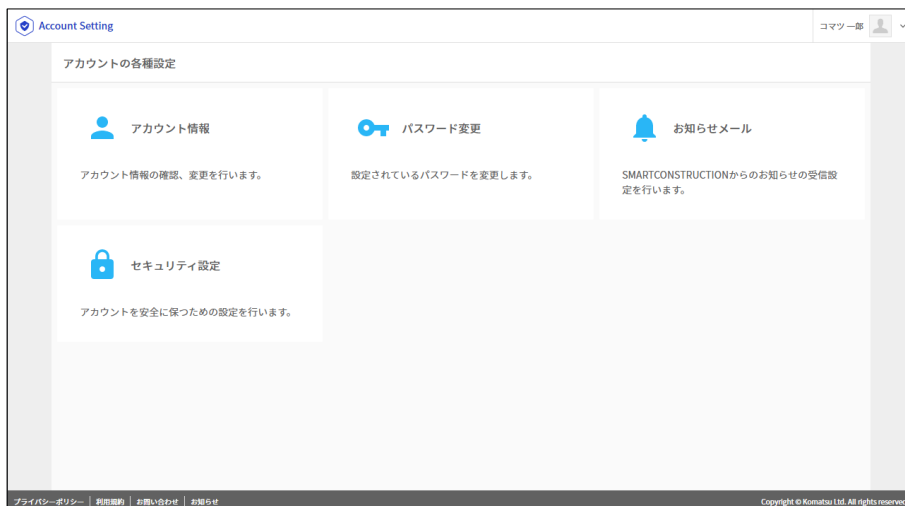 Account Setting
コマツ 一郎
アカウントの各種設定
アカウント情報
アカウント情報の確認、変更を行います。
パスワード変更
設定されているパスワードを変更します。
お知らせメール
SMARTCONSTRUCTIONからのお知らせの受信設
定を行います。
セキュリティ設定
アカウントを安全に保つための設定を行います。
プライバシーポリシー | 利用規約 | お問い合わせ | お知らせ
Copyright © Komatsu Ltd. All rights reserved